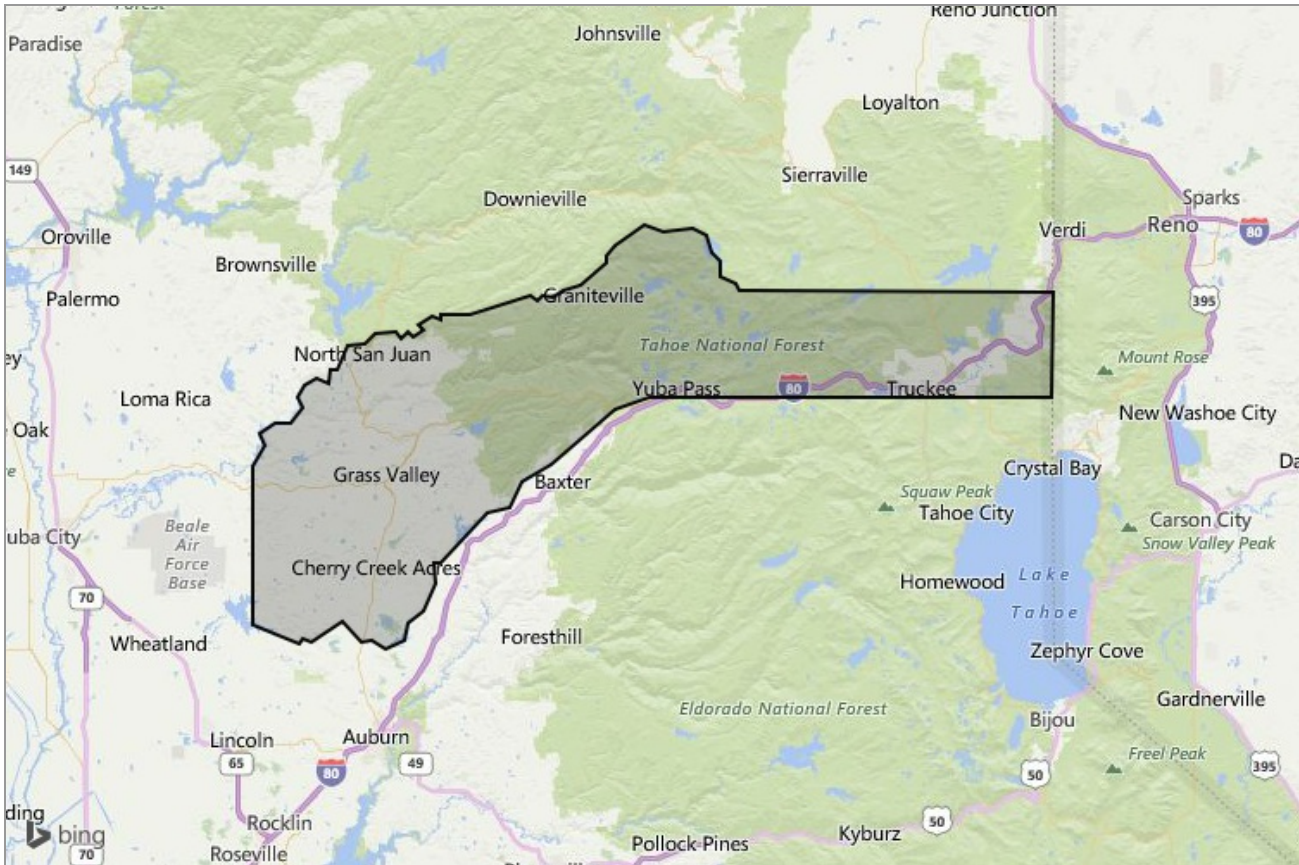 Forest
Reno Junction
Paradise
Johnsville
Loyalton
149
Sierraville
Downieville
Sparks
Verdi
Reno
80
Oroville
Brownsville
Palermo
Graniteville
395
North San Juan
Tahoe National Forest
Mount Rose
Loma Rica
Yuba Pass
80
Truckee
New Washoe City
Oak
Grass Valley
Crystal Bay
Baxter
Squaw Peak
Tahoe City
Carson City
Beale
Air
Force
Base
uba City
Snow Valley Peak
Cherry Creek Acres
Homewood
Lake
Tahoe
70
Wheatland
Foresthill
Zephyr Cove
Gardnerville
Eldorado National Forest
Bijou
Auburn
Lincoln
65
80
49
Freel Peak
50
395
ding
bing
Rocklin
50
Kyburz
70
Roseville
Pollock Pines